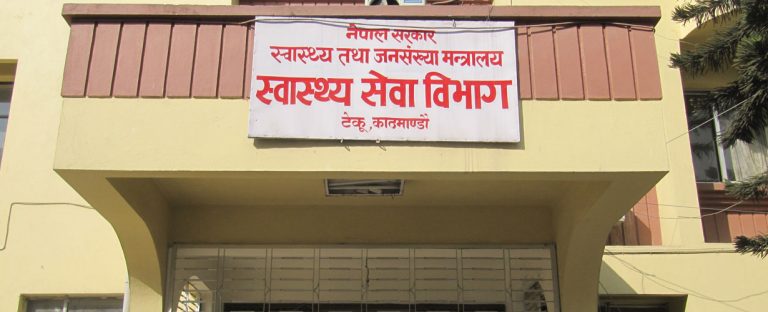 नेपाल सरकार
स्वास्थ्य तथा जनसंख्या मन्त्रालय
स्वास्थ्य सेवा विभाग
टेकू ,काठमाण्डौं